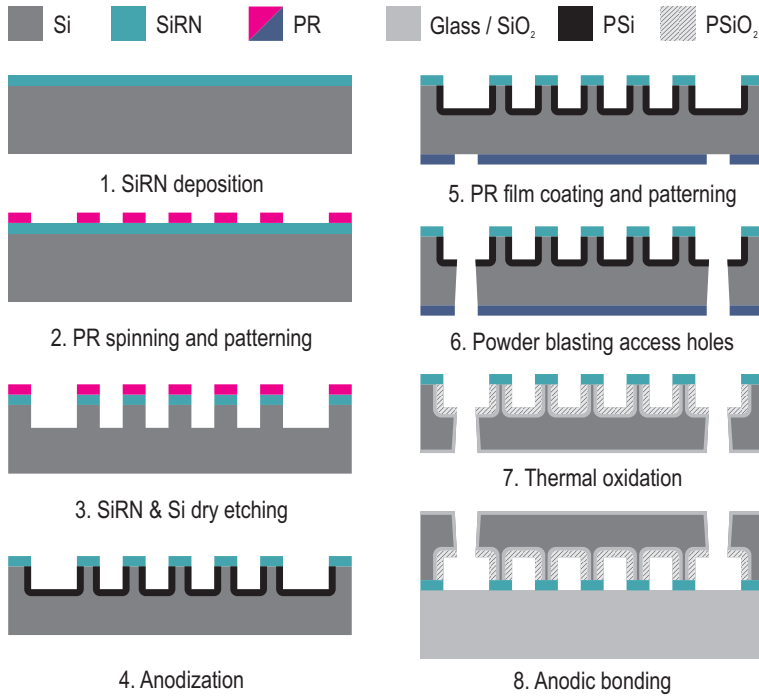 Si SiRN PR Glass / SiO₂ PSi PSiO₂
1. SiRN deposition
2. PR spinning and patterning
3. SiRN & Si dry etching
4. Anodization
5. PR film coating and patterning
6. Powder blasting access holes
7. Thermal oxidation
8. Anodic bonding